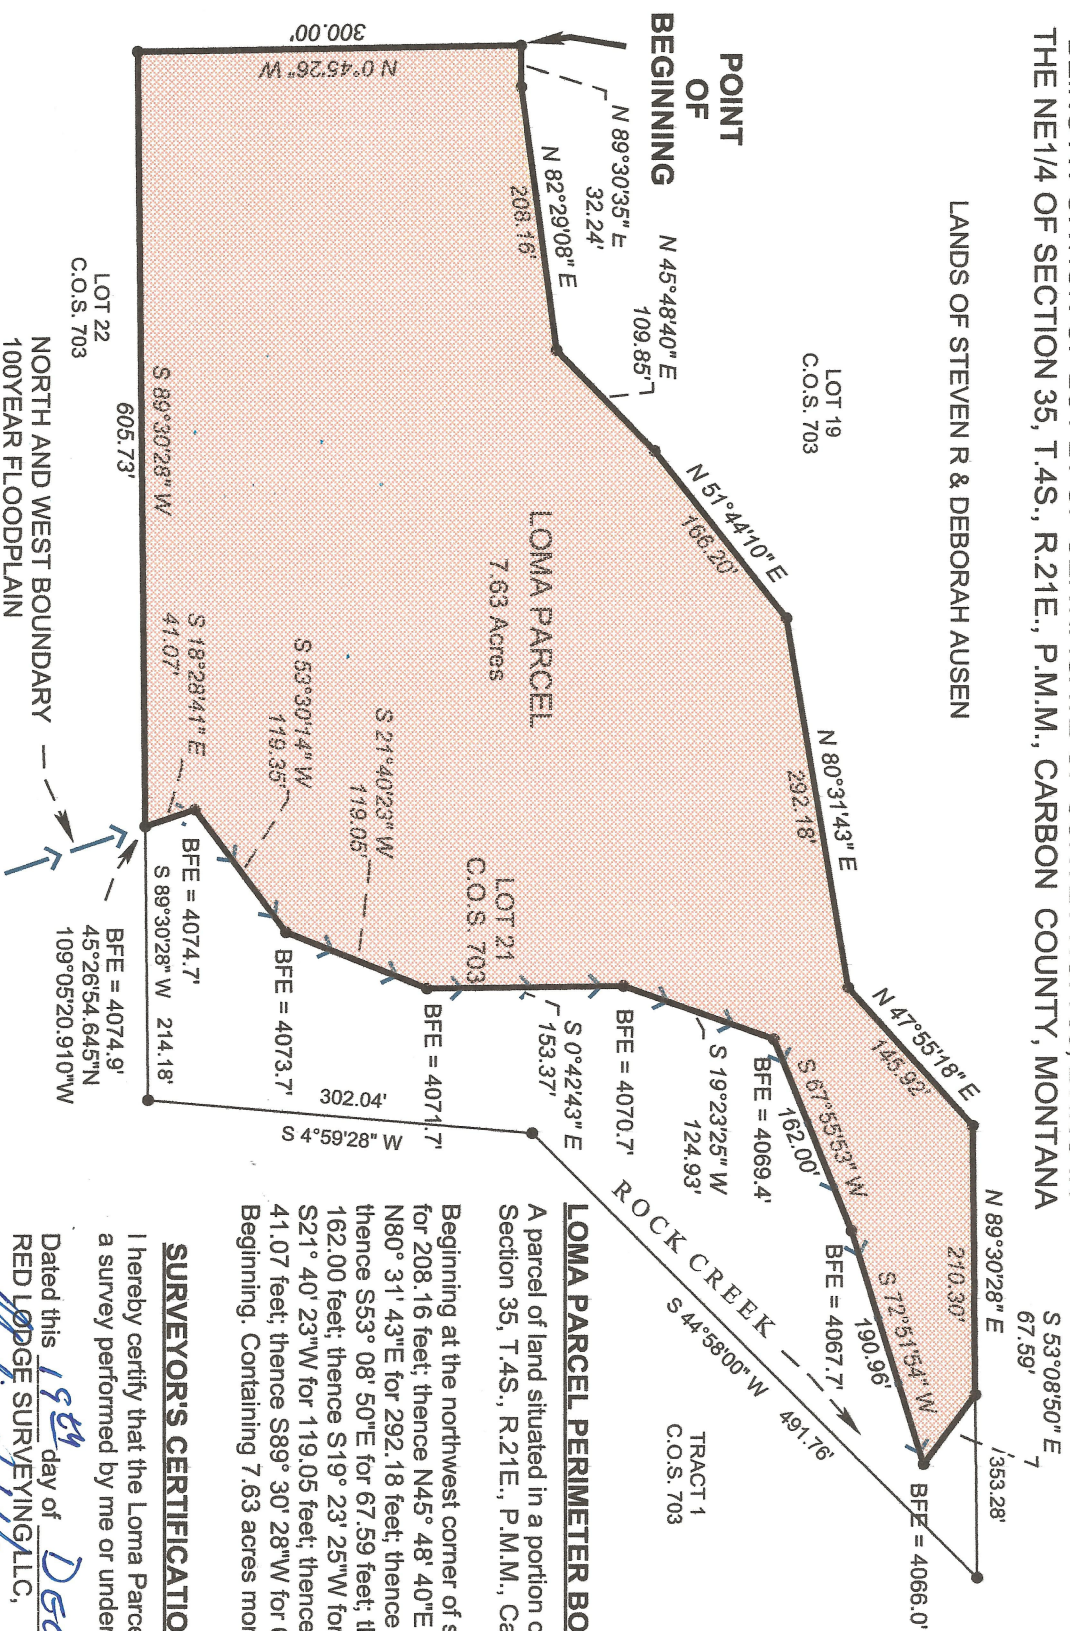 THE NE1/4 OF SECTION 35, T.4S., R.21E., P.M.M., CARBON COUNTY, MONTANA
LANDS OF STEVEN R & DEBORAH AUSEN
LOT 19
C.O.S. 703
POINT
OF
BEGINNING
N 89°30'35" E
32.24'
N 82°29'08" E
208.16'
N 45°48'40" E
109.85'
N 51°44'10" E
166.20'
N 80°31'43" E
292.18'
N 47°55'18" E
145.92'
N 89°30'28" E
210.30'
S 53°08'50" E
67.59'
353.28'
300.00'
N 0°45'26" W
LOMA PARCEL
7.63 Acres
LOT 21
C.O.S. 703
S 72°51'54" W
190.96'
S 67°55'53" W
162.00'
S 19°23'25" W
124.93'
S 0°42'43" E
153.37'
S 21°40'23" W
119.05'
S 53°30'14" W
119.35'
S 18°28'41" E
41.07'
S 89°30'28" W
605.73'
LOT 22
C.O.S. 703
NORTH AND WEST BOUNDARY
100YEAR FLOODPLAIN
BFE = 4066.0'
BFE = 4067.7'
BFE = 4069.4'
BFE = 4070.7'
BFE = 4071.7'
BFE = 4073.7'
BFE = 4074.7'
BFE = 4074.9'
45°26'54.645"N
109°05'20.910"W
S 89°30'28" W 214.18'
302.04'
S 4°59'28" W
ROCK CREEK
S 44°58'00" W 491.76'
TRACT 1
C.O.S. 703
LOMA PARCEL PERIMETER BO
A parcel of land situated in a portion o
Section 35, T.4S., R.21E., P.M.M., Ca
Beginning at the northwest corner of s
for 208.16 feet; thence N45° 48' 40"E
N80° 31' 43"E for 292.18 feet; thence
thence S53° 08' 50"E for 67.59 feet; th
162.00 feet; thence S19° 23' 25"W for
S21° 40' 23"W for 119.05 feet; thence
41.07 feet; thence S89° 30' 28"W for
Beginning. Containing 7.63 acres mor
SURVEYOR'S CERTIFICATIO
I hereby certify that the Loma Parce
a survey performed by me or under
Dated this 19th day of
RED LODGE SURVEYING LLC,